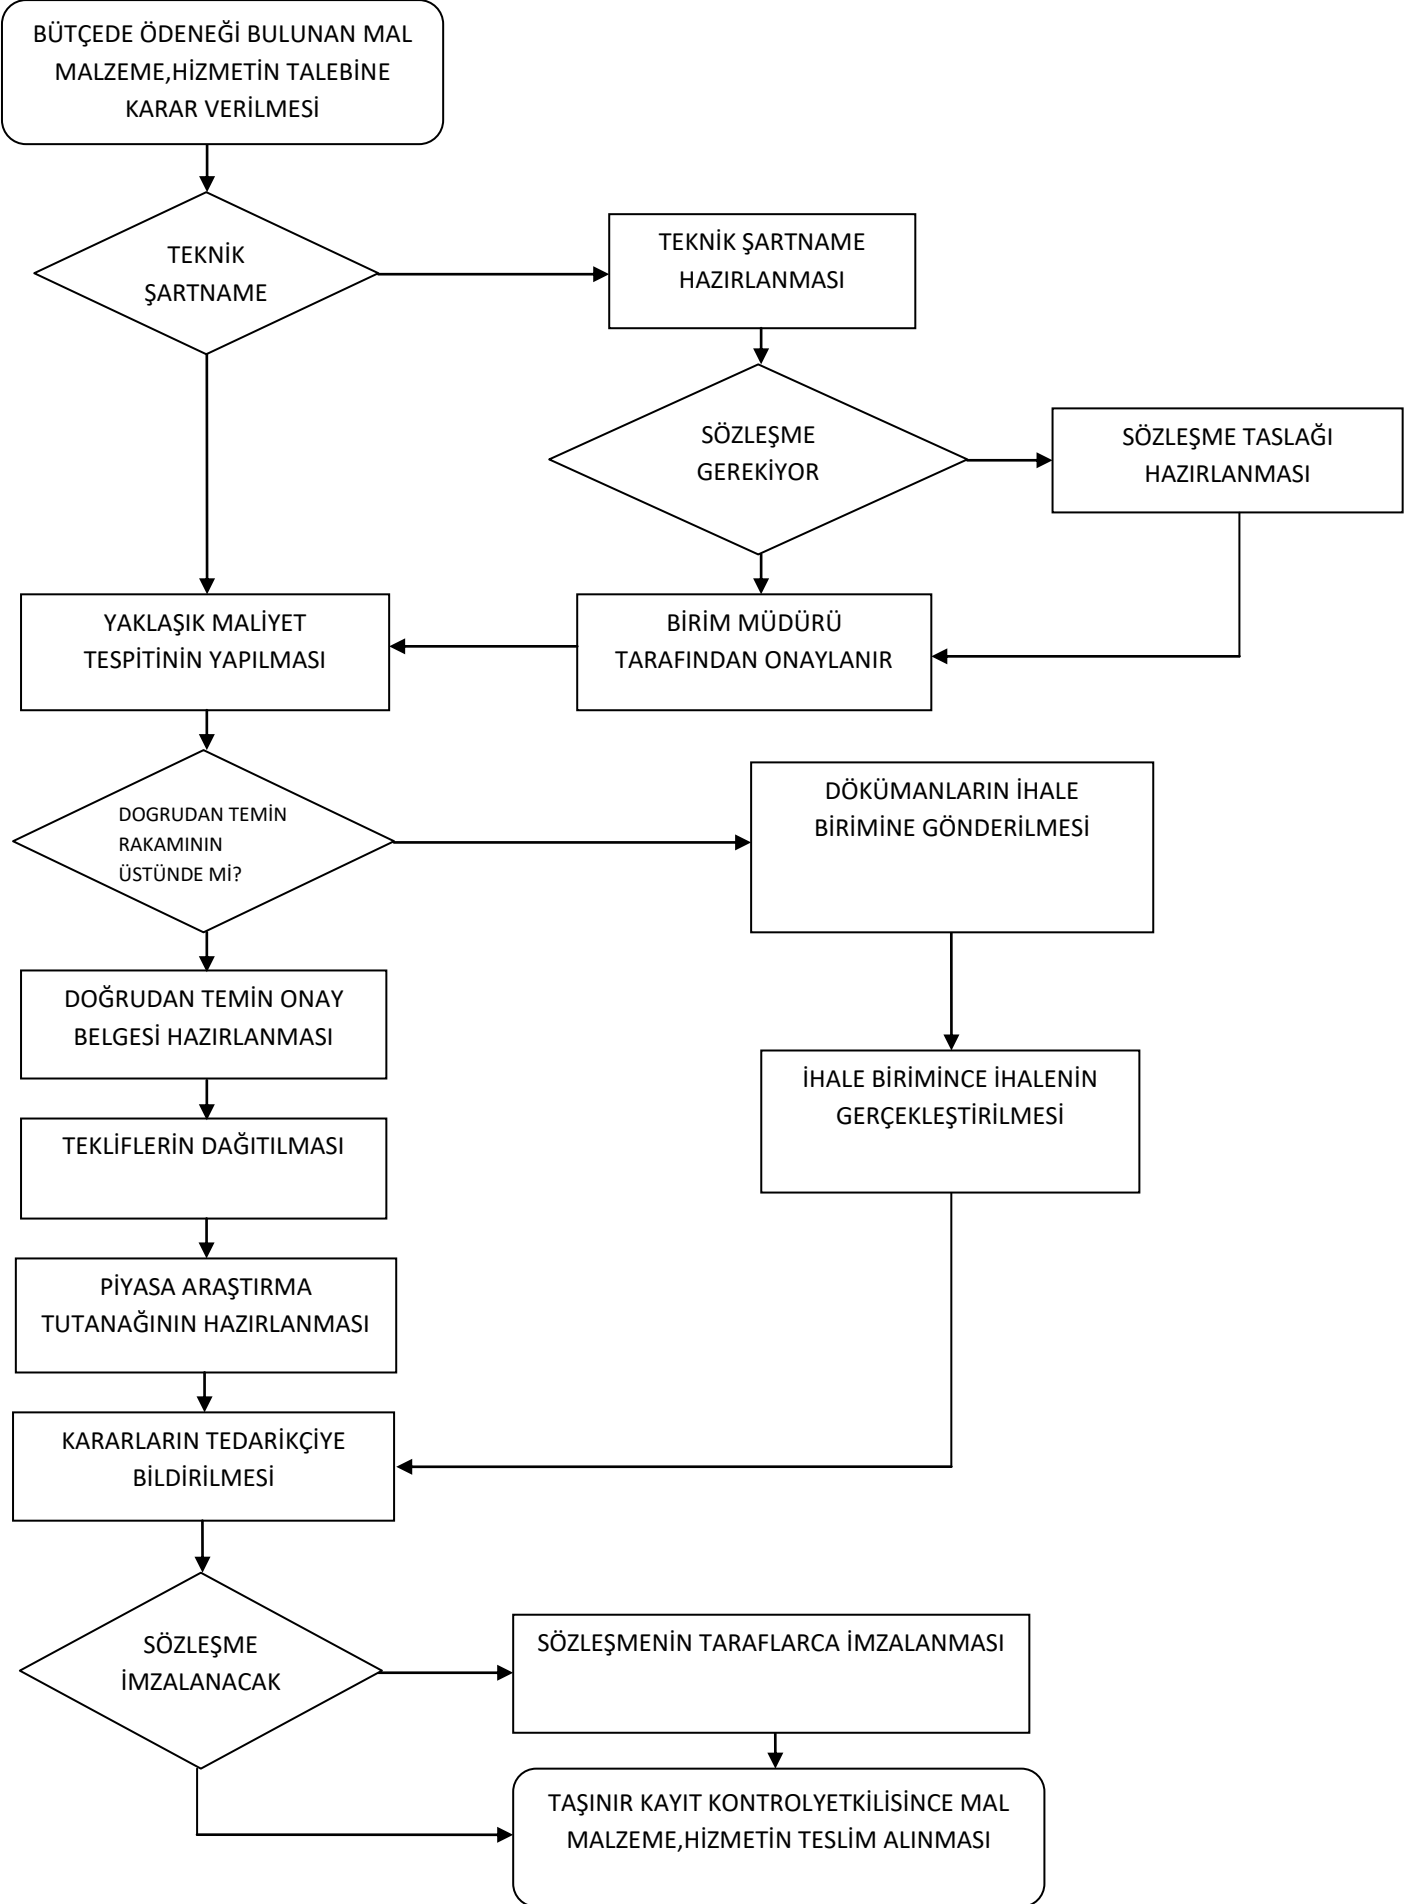 BÜTÇEDE ÖDENEĞİ BULUNAN MAL
MALZEME,HİZMETİN TALEBİNE
KARAR VERİLMESİ
TEKNİK
ŞARTNAME
TEKNİK ŞARTNAME
HAZIRLANMASI
SÖZLEŞME
GEREKİYOR
SÖZLEŞME TASLAĞI
HAZIRLANMASI
YAKLAŞIK MALİYET
TESPİTİNİN YAPILMASI
BİRİM MÜDÜRÜ
TARAFINDAN ONAYLANIR
DOGRUDAN TEMİN
RAKAMININ
ÜSTÜNDE Mİ?
DÖKÜMANLARIN İHALE
BİRİMİNE GÖNDERİLMESİ
DOĞRUDAN TEMİN ONAY
BELGESİ HAZIRLANMASI
İHALE BİRİMİNCE İHALENİN
GERÇEKLEŞTİRİLMESİ
TEKLİFLERİN DAĞITILMASI
PİYASA ARAŞTIRMA
TUTANAĞININ HAZIRLANMASI
KARARLARIN TEDARİKÇİYE
BİLDİRİLMESİ
SÖZLEŞME
İMZALANACAK
SÖZLEŞMENİN TARAFLARCA İMZALANMASI
TAŞINIR KAYIT KONTROLYETKİLİSİNCE MAL
MALZEME,HİZMETİN TESLİM ALINMASI